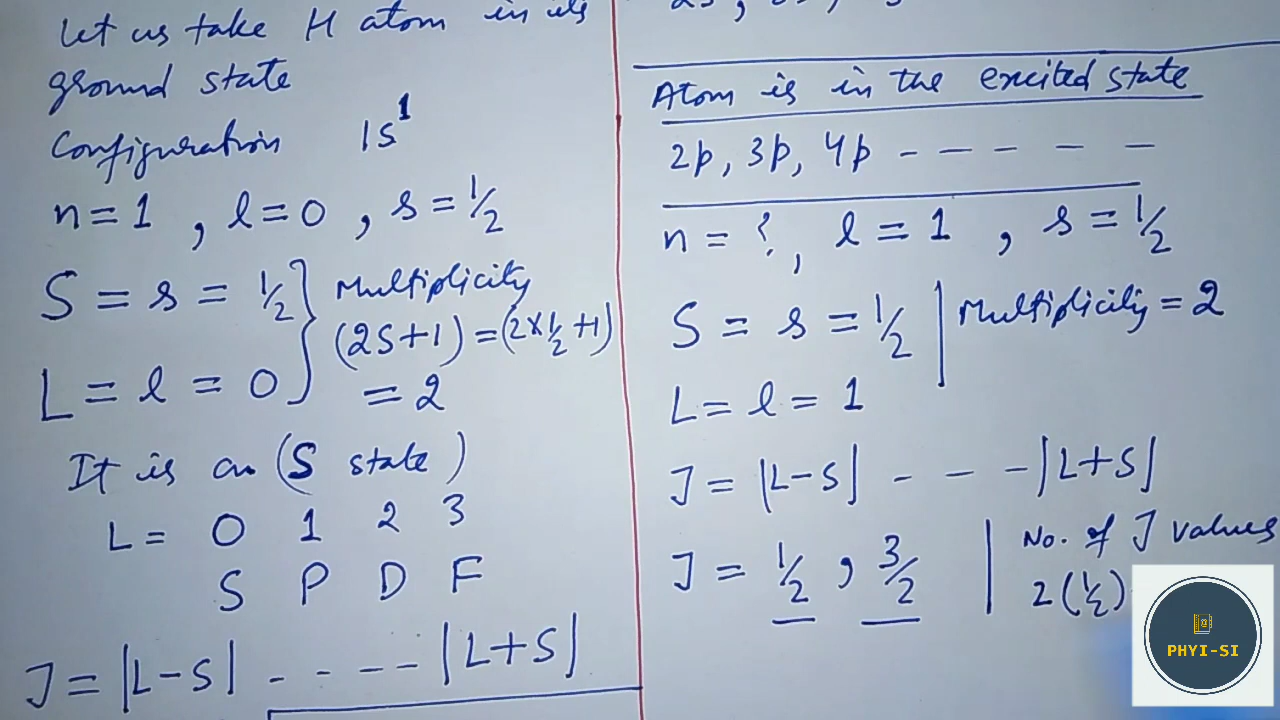 Let us take H atom in its
ground state
Configuration 1s¹
n = 1 , l = 0 , s = 1/2
S = s = 1/2 } Multiplicity
(2S+1) = (2×1/2+1)
L = l = 0 = 2
It is an (S state)
L = 0 1 2 3
S P D F
J = |L-S| - - - - |L+S|
Atom is in the excited state
2p, 3p, 4p - - - - -
n = ? , l = 1 , s = 1/2
S = s = 1/2 | Multiplicity = 2
L = l = 1
J = |L-S| - - - |L+S|
J = 1/2 , 3/2 | No. of J values
2(1/2)
PHYI-SI